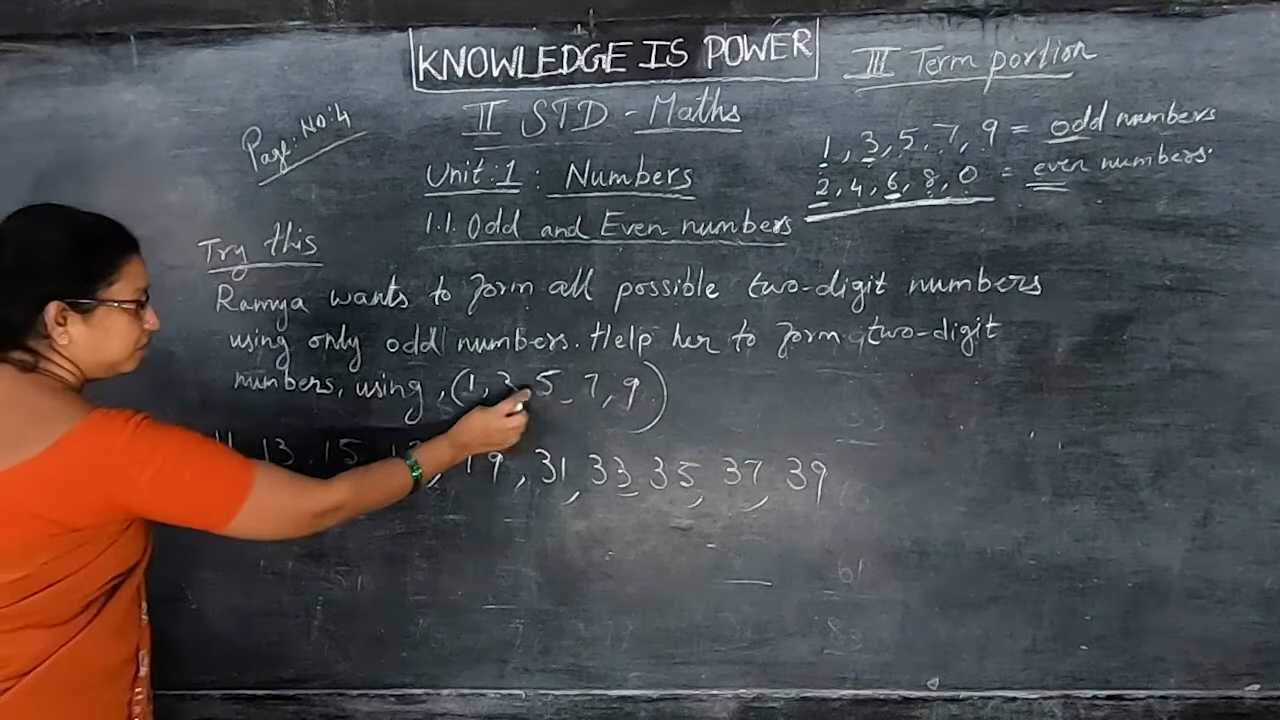 KNOWLEDGE IS POWER
III Term portion
Page: No:4
II STD - Maths
1, 3, 5, 7, 9 = odd numbers
2, 4, 6, 8, 0 = even numbers.
Unit:1 : Numbers
1.1. Odd and Even numbers
Try this
Ramya wants to form all possible two-digit numbers
using only odd numbers. Help her to form two-digit
numbers, using, (1, 3, 5, 7, 9)
11, 13, 15, 19, 31, 33 35, 37, 39